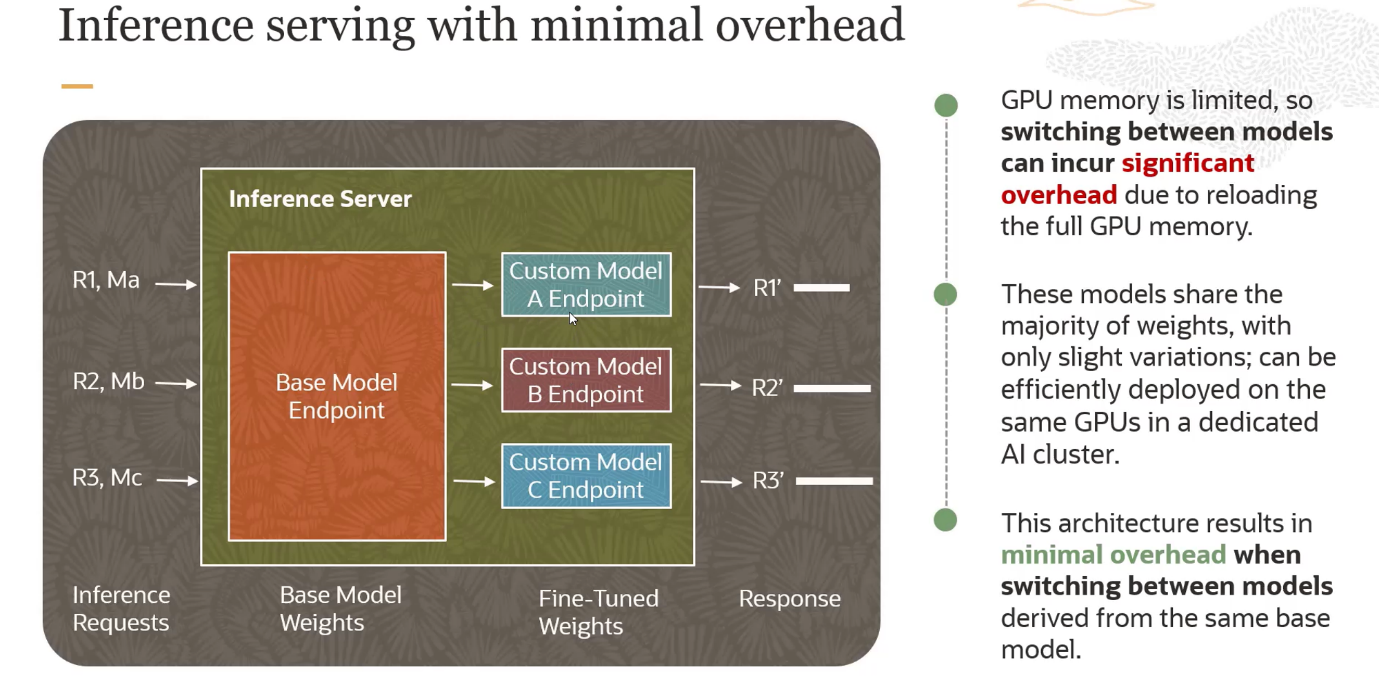 Inference serving with minimal overhead
Inference Server
R1, Ma
R2, Mb
R3, Mc
Base Model
Endpoint
Custom Model
A Endpoint
Custom Model
B Endpoint
Custom Model
C Endpoint
R1’
R2’
R3’
Inference
Requests
Base Model
Weights
Fine-Tuned
Weights
Response
GPU memory is limited, so
switching between models
can incur significant
overhead due to reloading
the full GPU memory.
These models share the
majority of weights, with
only slight variations; can be
efficiently deployed on the
same GPUs in a dedicated
AI cluster.
This architecture results in
minimal overhead when
switching between models
derived from the same base
model.